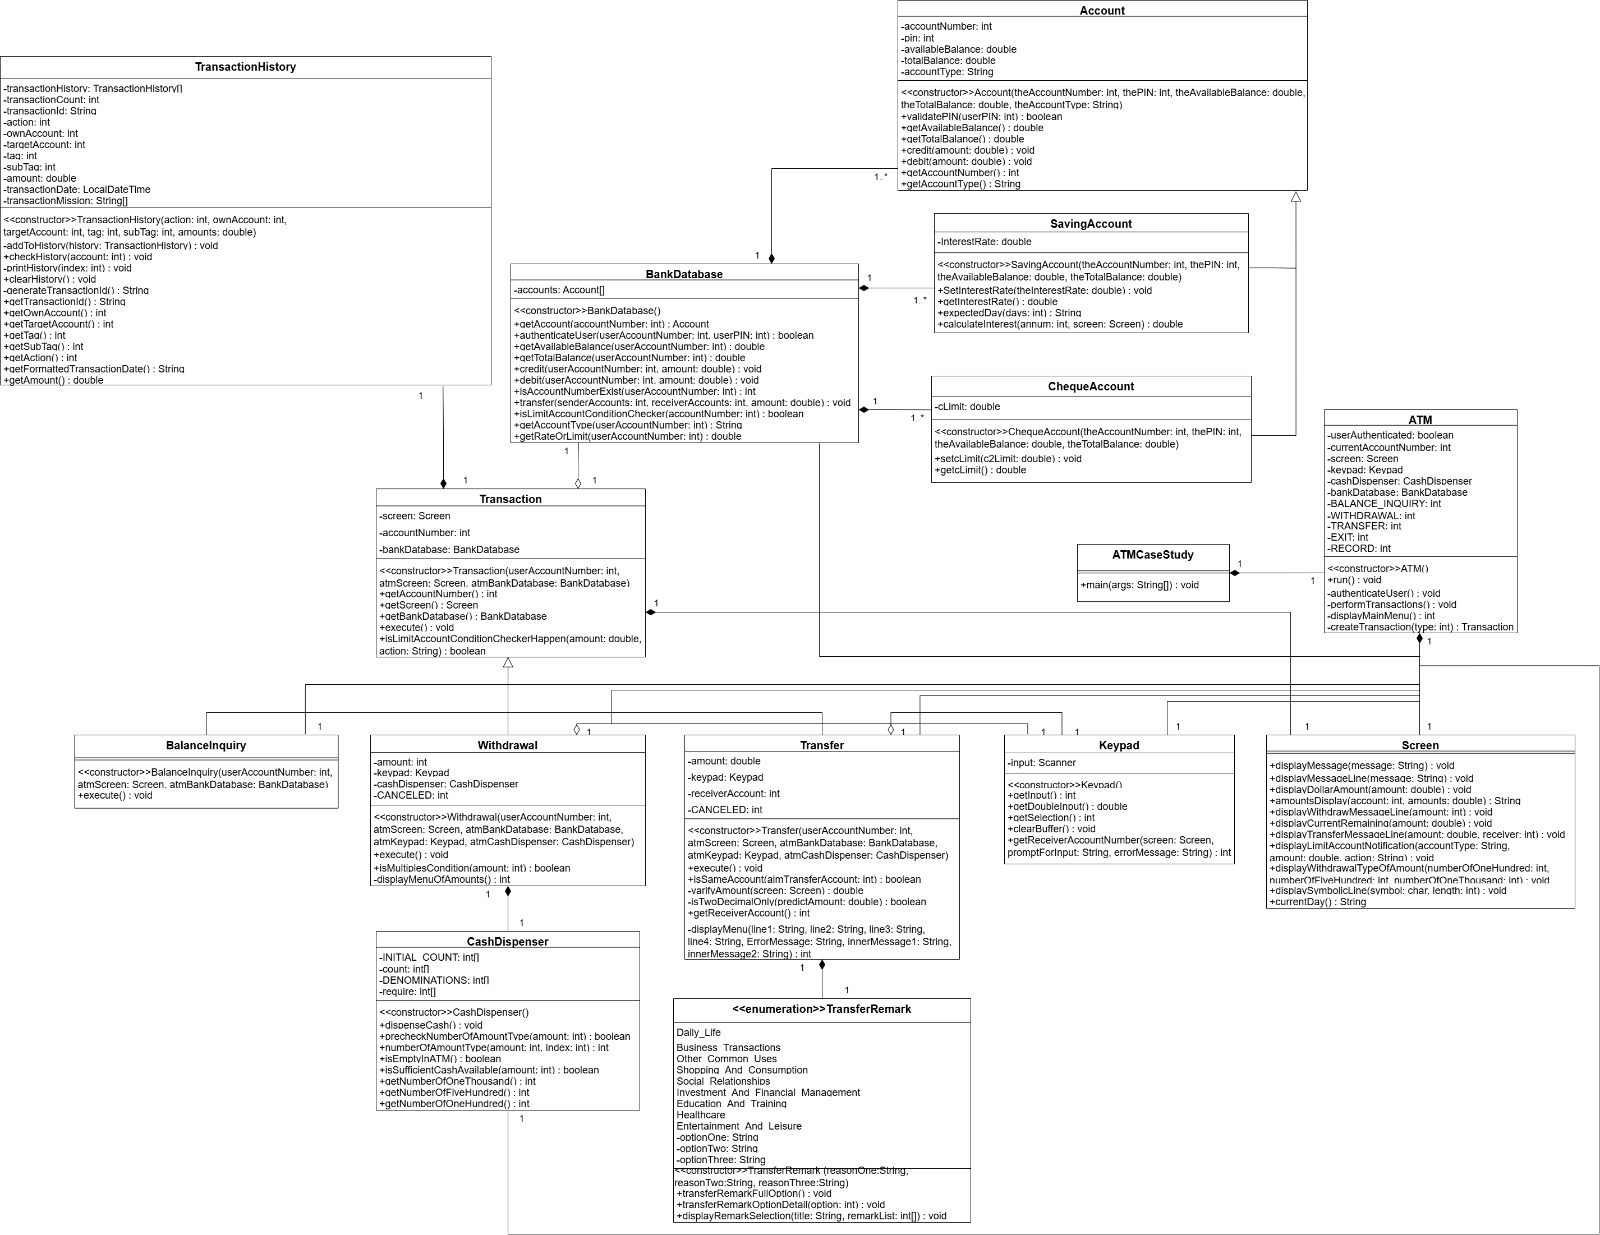 Account
-accountNumber: int
-pin: int
-availableBalance: double
-totalBalance: double
-accountType: String
<<constructor>>Account(theAccountNumber: int, thePIN: int, theAvailableBalance: double,
theTotalBalance: double, theAccountType: String)
+validatePIN(userPIN: int) : boolean
+getAvailableBalance() : double
+getTotalBalance() : double
+credit(amount: double) : void
+debit(amount: double) : void
+getAccountNumber() : int
+getAccountType() : String
1..*
1
TransactionHistory
-transactionHistory: TransactionHistory[]
-transactionCount: int
-transactionId: String
-action: int
-ownAccount: int
-targetAccount: int
-tag: int
-subTag: int
-amount: double
-transactionDate: LocalDateTime
-transactionMission: String[]
<<constructor>>TransactionHistory(action: int, ownAccount: int,
targetAccount: int, tag: int, subTag: int, amounts: double)
-addToHistory(history: TransactionHistory) : void
+checkHistory(account: int) : void
-printHistory(index: int) : void
-clearHistory() : void
-generateTransactionId() : String
+getTransactionId() : String
+getOwnAccount() : int
+getTargetAccount() : int
+getTag() : int
+getSubTag() : int
+getAction() : int
+getFormattedTransactionDate() : String
+getAmount() : double
1
1
SavingAccount
-InterestRate: double
<<constructor>>SavingAccount(theAccountNumber: int, thePIN: int,
theAvailableBalance: double, theTotalBalance: double)
+SetInterestRate(theInterestRate: double) : void
+getInterestRate() : double
+expectedDay(days: int) : String
+calculateInterest(annum: int, screen: Screen) : double
BankDatabase
-accounts: Account[]
<<constructor>>BankDatabase()
+getAccount(accountNumber: int) : Account
+authenticateUser(userAccountNumber: int, userPIN: int) : boolean
+getAvailableBalance(userAccountNumber: int) : double
+getTotalBalance(userAccountNumber: int) : double
+credit(userAccountNumber: int, amount: double) : void
+debit(userAccountNumber: int, amount: double) : void
+isAccountNumberExist(userAccountNumber: int) : int
+transfer(senderAccounts: int, receiverAccounts: int, amount: double) : void
+isLimitAccountConditionChecker(accountNumber: int) : boolean
+getAccountType(userAccountNumber: int) : String
+getRateOrLimit(userAccountNumber: int) : double
1
1..*
1
1..*
1
1
ChequeAccount
-cLimit: double
<<constructor>>ChequeAccount(theAccountNumber: int, thePIN: int,
theAvailableBalance: double, theTotalBalance: double)
+setcLimit(c2Limit: double) : void
+getcLimit() : double
ATM
-userAuthenticated: boolean
-currentAccountNumber: int
-screen: Screen
-keypad: Keypad
-cashDispenser: CashDispenser
-bankDatabase: BankDatabase
-BALANCE_INQUIRY: int
-WITHDRAWAL: int
-TRANSFER: int
-EXIT: int
-RECORD: int
<<constructor>>ATM()
+run() : void
-authenticateUser() : void
-performTransactions() : void
-displayMainMenu() : int
-createTransaction(type: int) : Transaction
1
ATMCaseStudy
+main(args: String[]) : void
1
1
Transaction
-screen: Screen
-accountNumber: int
-bankDatabase: BankDatabase
<<constructor>>Transaction(userAccountNumber: int,
atmScreen: Screen, atmBankDatabase: BankDatabase)
+getAccountNumber() : int
+getScreen() : Screen
+getBankDatabase() : BankDatabase
+execute() : void
+isLimitAccountConditionCheckerHappen(amount: double,
action: String) : boolean
1
1
1
1
1
1
1
1
1
BalanceInquiry
<<constructor>>BalanceInquiry(userAccountNumber: int,
atmScreen: Screen, atmBankDatabase: BankDatabase)
+execute() : void
Withdrawal
-amount: int
-keypad: Keypad
-cashDispenser: CashDispenser
-CANCELED: int
<<constructor>>Withdrawal(userAccountNumber: int,
atmScreen: Screen, atmBankDatabase: BankDatabase,
atmKeypad: Keypad, atmCashDispenser: CashDispenser)
+execute() : void
+isMultiplesCondition(amount: int) : boolean
-displayMenuOfAmounts() : int
1
1
Transfer
-amount: double
-keypad: Keypad
-receiverAccount: int
-CANCELED: int
<<constructor>>Transfer(userAccountNumber: int,
atmScreen: Screen, atmBankDatabase: BankDatabase,
atmKeypad: Keypad, atmCashDispenser: CashDispenser)
+execute() : void
+isSameAccount(aimTransferAccount: int) : boolean
-varifyAmount(screen: Screen) : double
-isTwoDecimalOnly(predictAmount: double) : boolean
+getReceiverAccount() : int
-displayMenu(line1: String, line2: String, line3: String,
line4: String, ErrorMessage: String, innerMessage1: String,
innerMessage2: String) : int
1
1
Keypad
-input: Scanner
<<constructor>>Keypad()
+getInput() : int
+getDoubleInput() : double
+getSelection() : int
+clearBuffer() : void
+getReceiverAccountNumber(screen: Screen,
promptForInput: String, errorMessage: String) : int
Screen
+displayMessage(message: String) : void
+displayMessageLine(message: String) : void
+displayDollarAmount(amount: double) : void
+amountsDisplay(account: int, amounts: double) : String
+displayWithdrawMessageLine(amount: int) : void
+displayCurrentRemaining(amount: double) : void
+displayTransferMessageLine(amount: double, receiver: int) : void
+displayLimitAccountNotification(accountType: String,
amount: double, action: String) : void
+displayWithdrawalTypeOfAmount(numberOfOneHundred: int,
numberOfFiveHundred: int, numberOfOneThousand: int) : void
+displaySymbolicLine(symbol: char, length: int) : void
+currentDay() : String
CashDispenser
-INITIAL_COUNT: int[]
-count: int[]
-DENOMINATIONS: int[]
-require: int[]
<<constructor>>CashDispenser()
+dispenseCash() : void
+precheckNumberOfAmountType(amount: int) : boolean
+numberOfAmountType(amount: int, index: int) : int
+isEmptyInATM() : boolean
+isSufficientCashAvailable(amount: int) : boolean
+getNumberOfOneThousand() : int
+getNumberOfFiveHundred() : int
+getNumberOfOneHundred() : int
1
<<enumeration>>TransferRemark
Daily_Life
Business_Transactions
Other_Common_Uses
Shopping_And_Consumption
Social_Relationships
Investment_And_Financial_Management
Education_And_Training
Healthcare
Entertainment_And_Leisure
-optionOne: String
-optionTwo: String
-optionThree: String
<<constructor>>TransferRemark (reasonOne:String,
reasonTwo:String, reasonThree:String)
+transferRemarkFullOption() : void
+transferRemarkOptionDetail(option: int) : void
+displayRemarkSelection(title: String, remarkList: int[]) : void